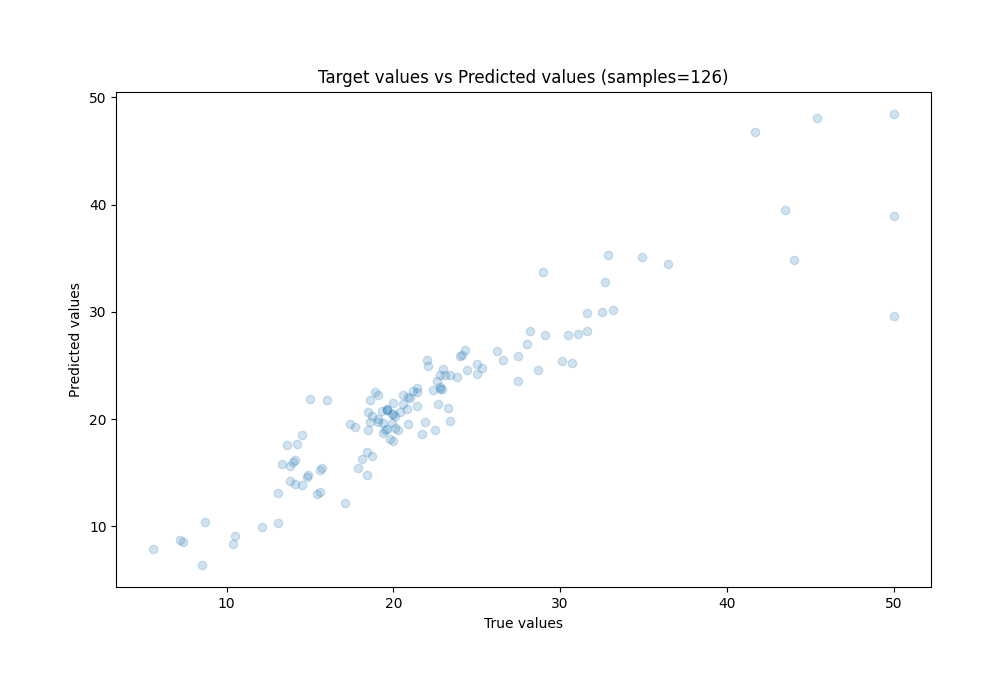 Target values vs Predicted values (samples=126)
50
40
30
20
10
Predicted values
10 20 30 40 50
True values